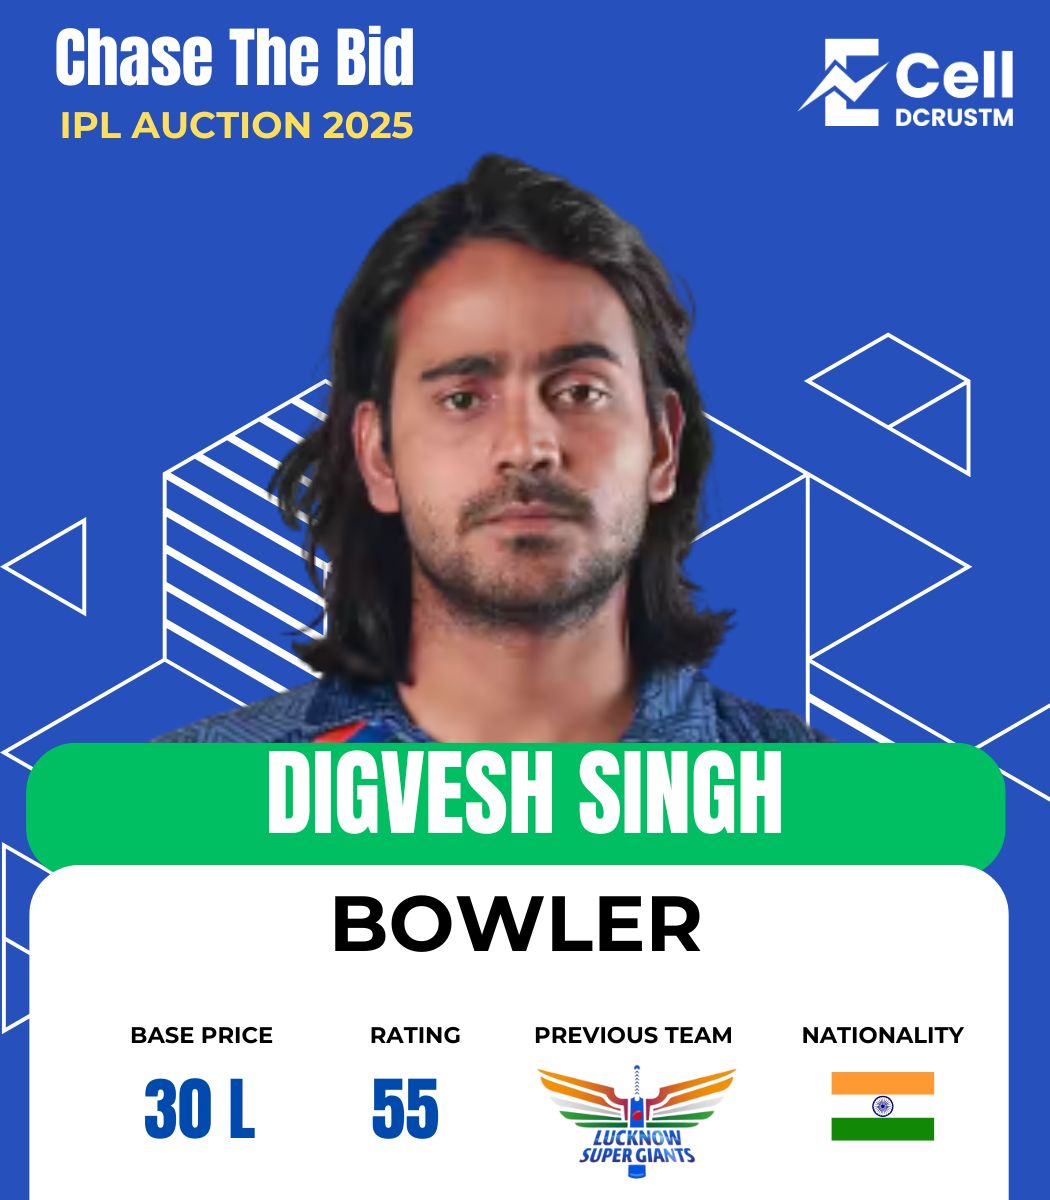 Chase The Bid
IPL AUCTION 2025
Cell
DCRUSTM
DIGVESH SINGH
BOWLER
BASE PRICE
RATING
PREVIOUS TEAM
NATIONALITY
30 L
55
LUCKNOW
SUPER GIANTS